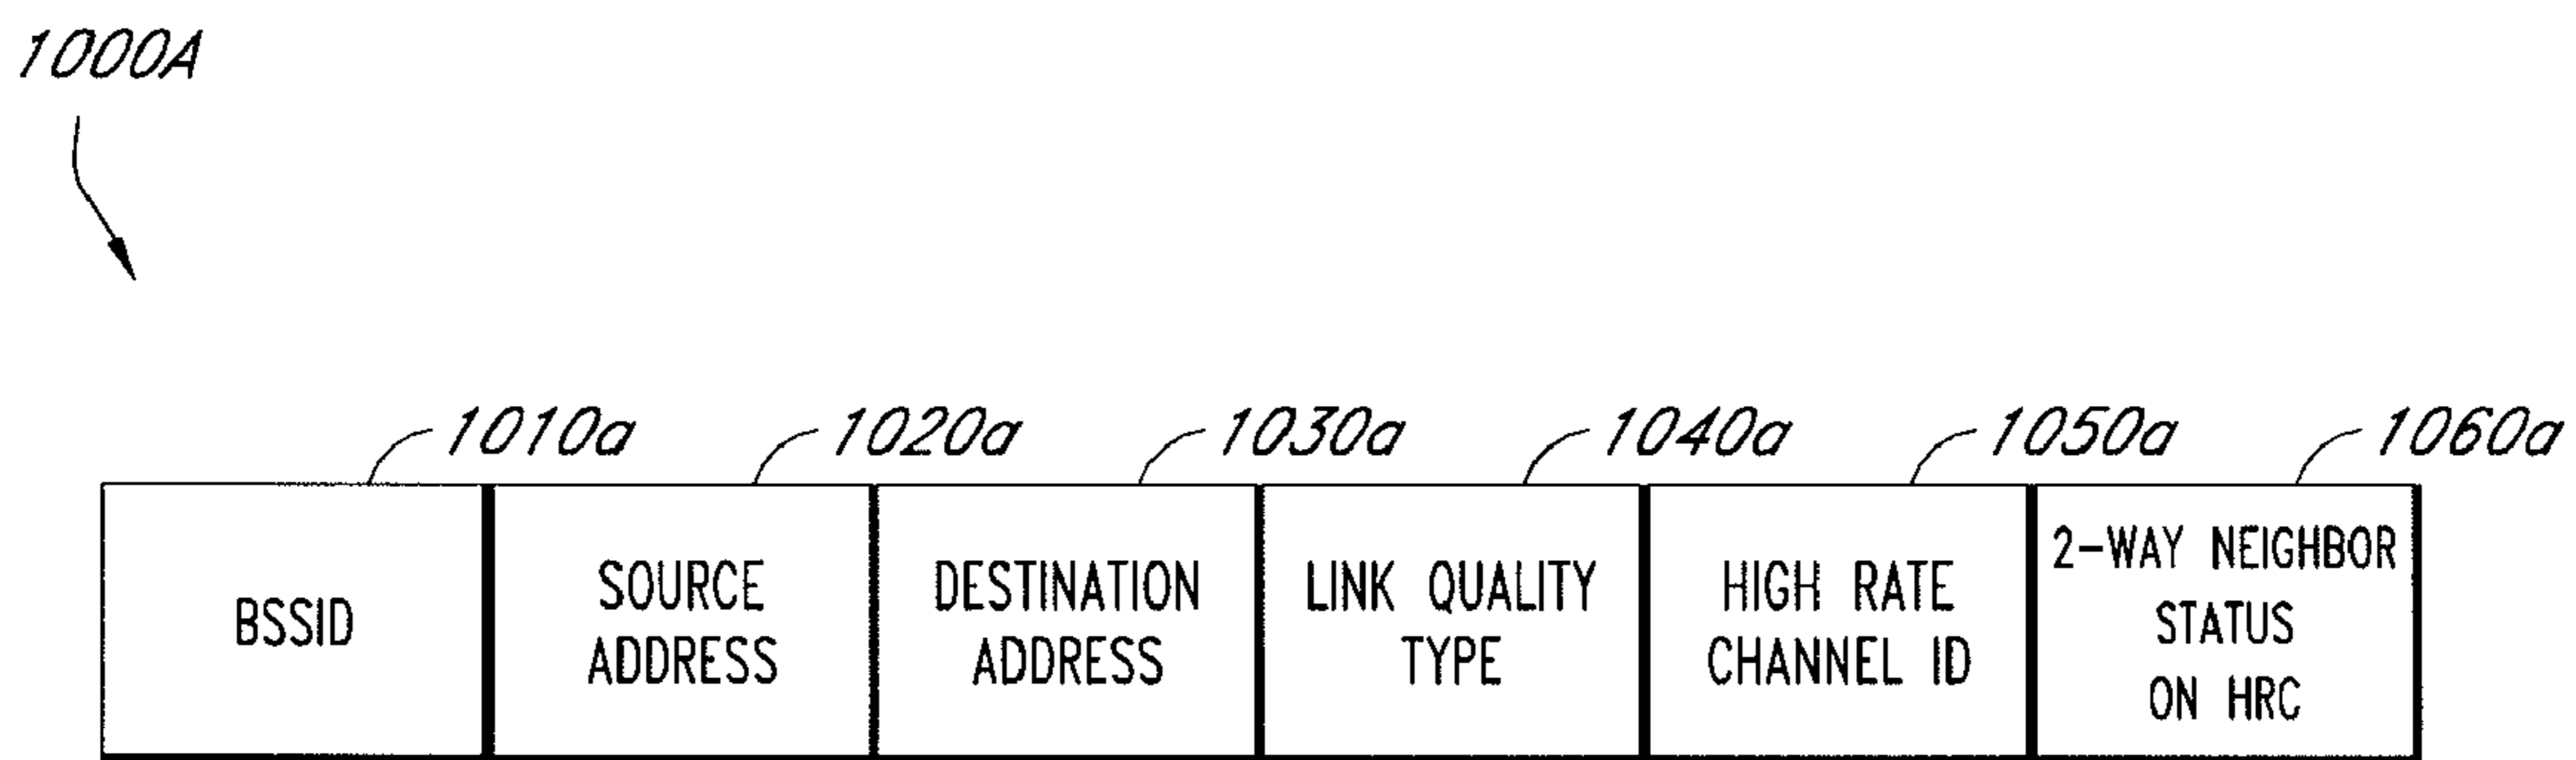 1000A
1010a 1020a 1030a 1040a 1050a 1060a
BSSID
SOURCE
ADDRESS
DESTINATION
ADDRESS
LINK QUALITY
TYPE
HIGH RATE
CHANNEL ID
2-WAY NEIGHBOR
STATUS
ON HRC